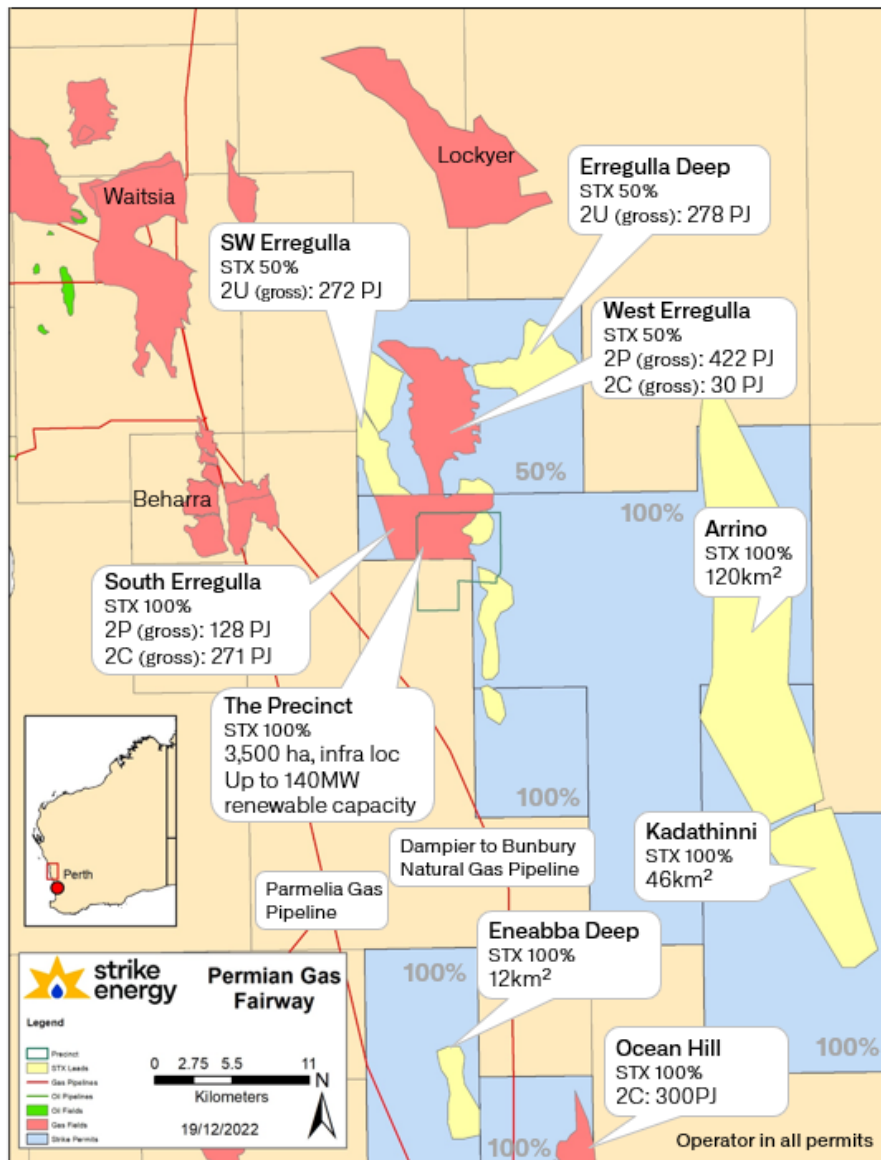 Lockyer
Waitsia
Erregulla Deep
STX 50%
2U (gross): 278 PJ
SW Erregulla
STX 50%
2U (gross): 272 PJ
West Erregulla
STX 50%
2P (gross): 422 PJ
2C (gross): 30 PJ
50%
Beharra
100%
Arrino
STX 100%
120km²
South Erregulla
STX 100%
2P (gross): 128 PJ
2C (gross): 271 PJ
The Precinct
STX 100%
3,500 ha, infra loc
Up to 140MW
renewable capacity
100%
Kadathinni
STX 100%
46km²
Dampier to Bunbury
Natural Gas Pipeline
Parmelia Gas
Pipeline
Perth
Eneabba Deep
STX 100%
12km²
100%
100%
Ocean Hill
STX 100%
2C: 300PJ
100%
Operator in all permits
strike
energy
Permian Gas
Fairway
Legend
Precinct
STX Leads
Gas Pipelines
Oil Pipelines
Oil Fields
Gas Fields
Strike Permits
0 2.75 5.5 11
Kilometers
N
19/12/2022